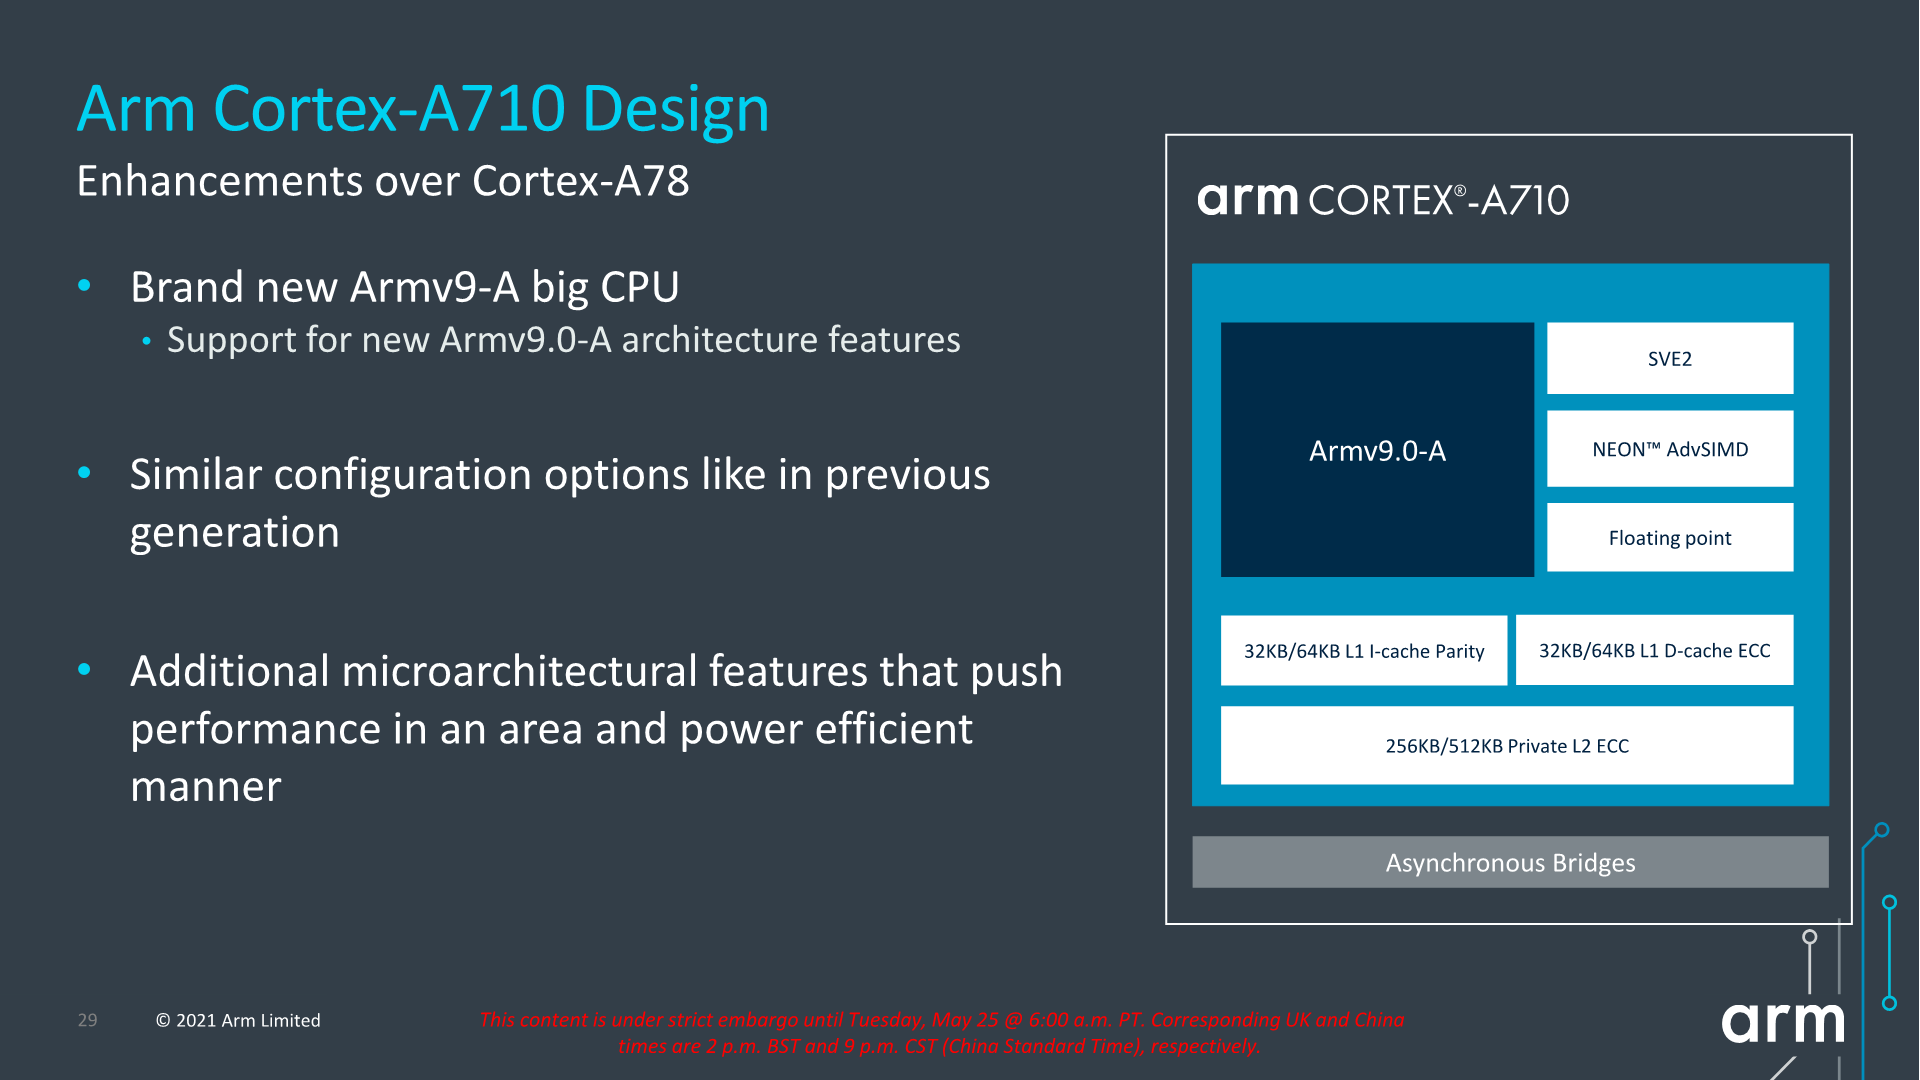 Arm Cortex-A710 Design
Enhancements over Cortex-A78
• Brand new Armv9-A big CPU
• Support for new Armv9.0-A architecture features
• Similar configuration options like in previous
generation
• Additional microarchitectural features that push
performance in an area and power efficient
manner
arm CORTEX®-A710
Armv9.0-A
SVE2
NEON™ AdvSIMD
Floating point
32KB/64KB L1 I-cache Parity
32KB/64KB L1 D-cache ECC
256KB/512KB Private L2 ECC
Asynchronous Bridges
29
© 2021 Arm Limited
This content is under strict embargo until Tuesday, May 25 @ 6:00 a.m. PT. Corresponding UK and China
times are 2 p.m. BST and 9 p.m. CST (China Standard Time), respectively.
arm